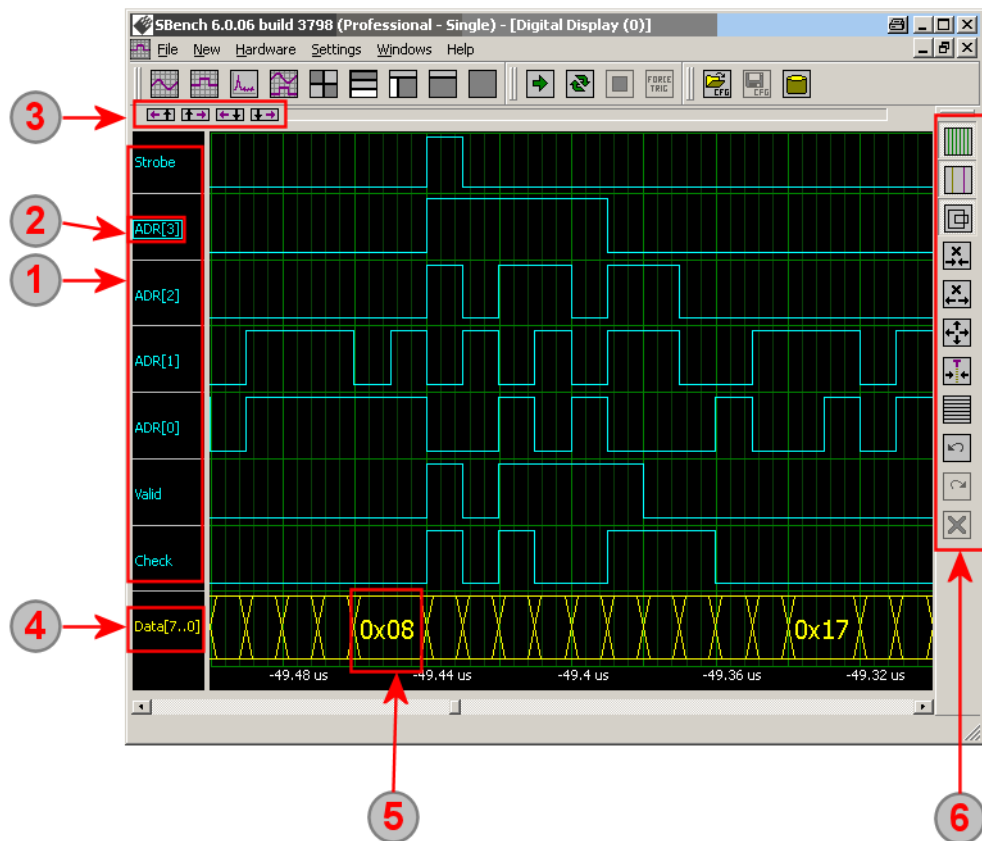 SBench 6.0.06 build 3798 (Professional - Single) - [Digital Display (0)]
File New Hardware Settings Windows Help
FORCE TRIG
CFG
CFG
3
Strobe
2
ADR[3]
1
ADR[2]
ADR[1]
ADR[0]
Valid
Check
4
Data[7..0]
0x08
0x17
-49.48 us
-49.44 us
-49.4 us
-49.36 us
-49.32 us
X
X
T
5
6